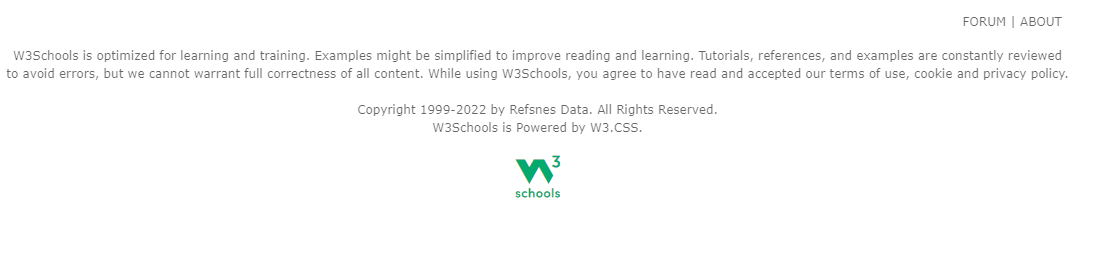 FORUM | ABOUT
W3Schools is optimized for learning and training. Examples might be simplified to improve reading and learning. Tutorials, references, and examples are constantly reviewed
to avoid errors, but we cannot warrant full correctness of all content. While using W3Schools, you agree to have read and accepted our terms of use, cookie and privacy policy.
Copyright 1999-2022 by Refsnes Data. All Rights Reserved.
W3Schools is Powered by W3.CSS.
W3
schools